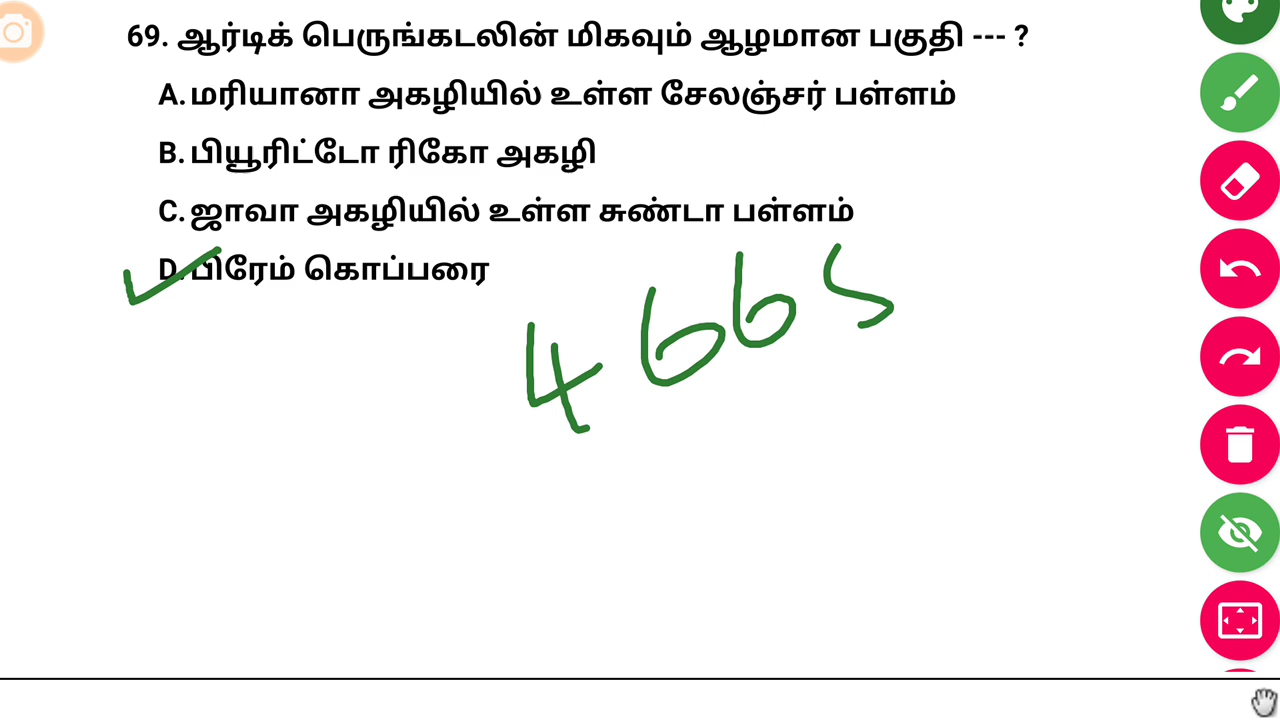 69. ஆர்டிக் பெருங்கடலின் மிகவும் ஆழமான பகுதி --- ?
A. மரியானா அகழியில் உள்ள சேலஞ்சர் பள்ளம்
B. பியூரிட்டோ ரிகோ அகழி
C. ஜாவா அகழியில் உள்ள சுண்டா பள்ளம்
D. பிரேம் கொப்பரை
4665